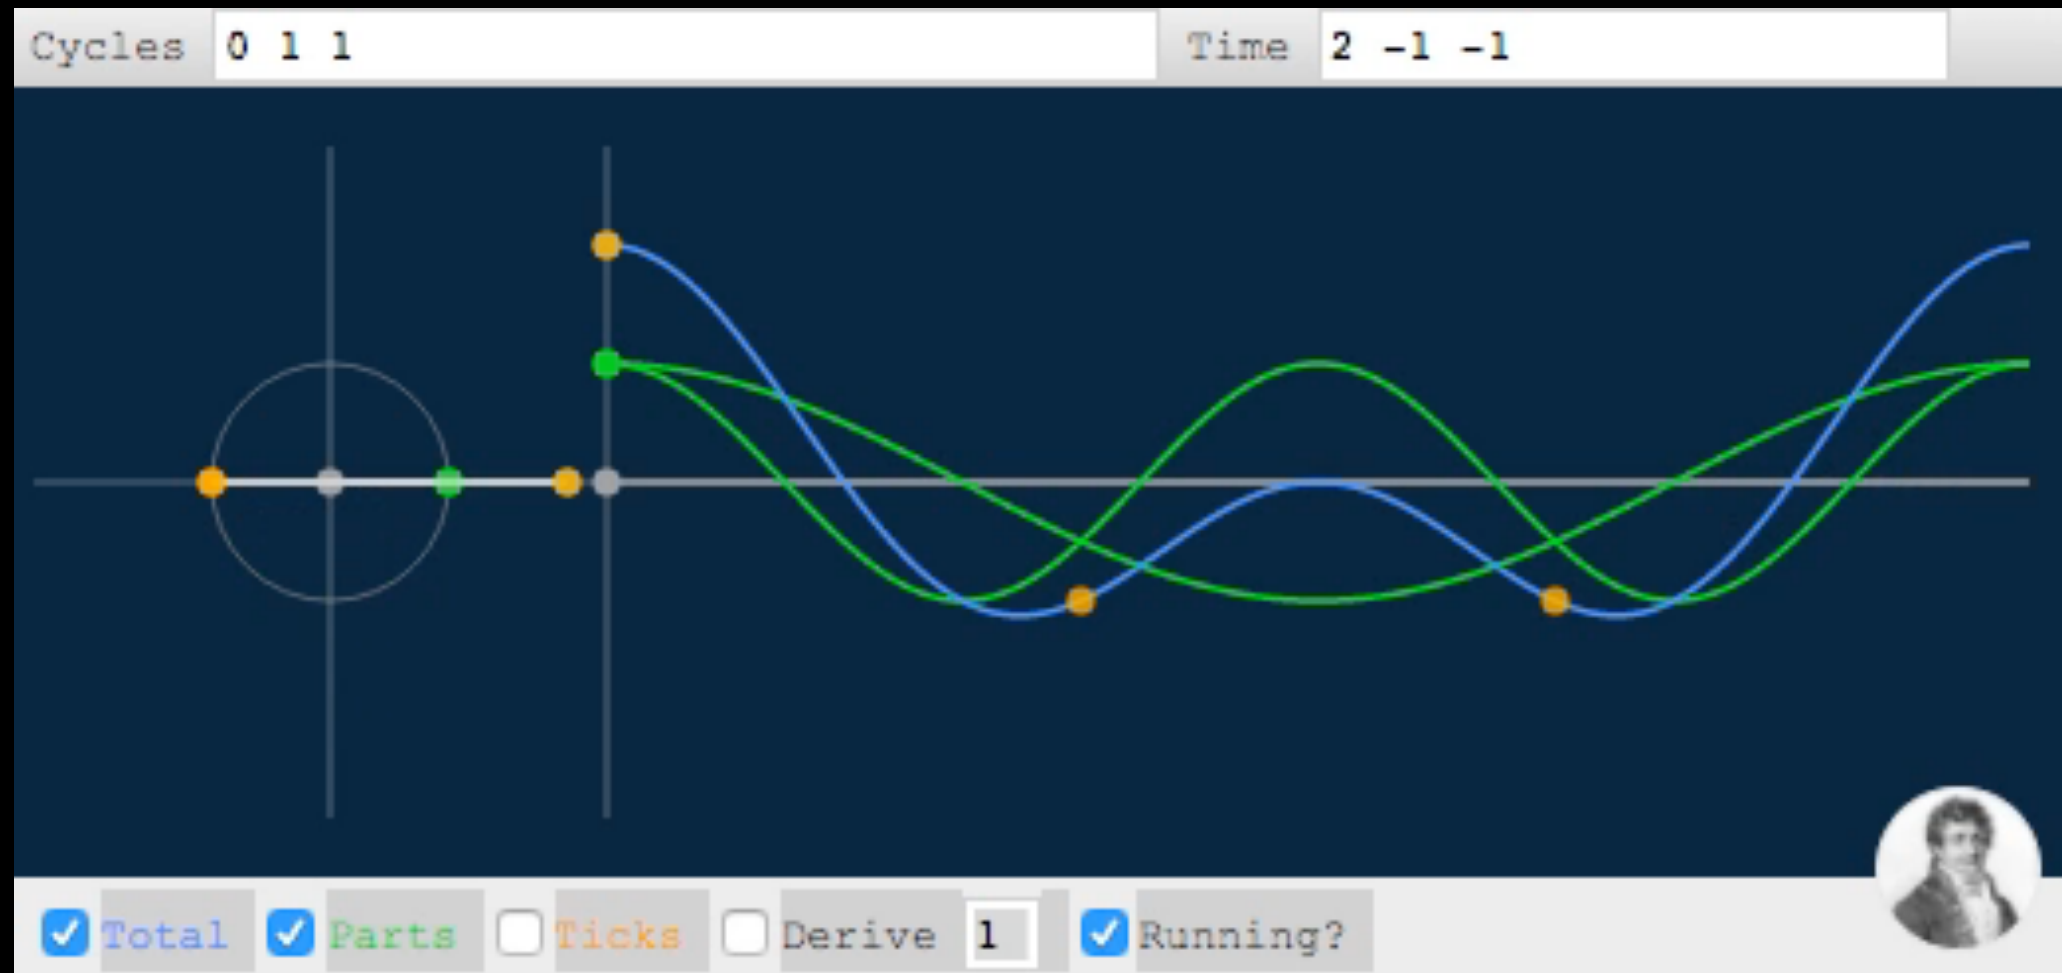 Cycles 0 1 1 Time 2 -1 -1
Total Parts Ticks Derive 1 Running?